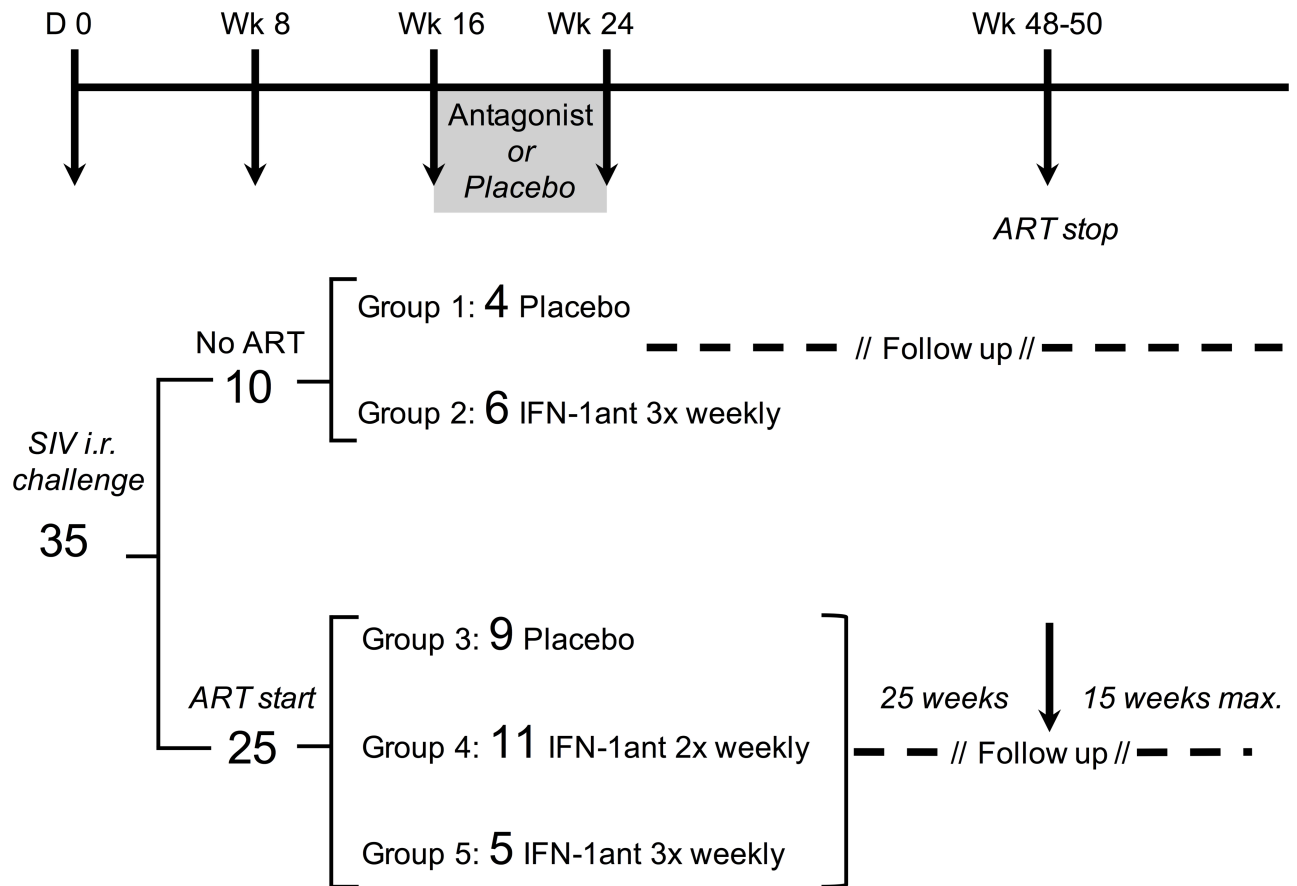 D 0 Wk 8 Wk 16 Wk 24 Wk 48-50
Antagonist
or
Placebo
ART stop
Group 1: 4 Placebo
No ART
10
// Follow up //
Group 2: 6 IFN-1ant 3x weekly
SIV i.r.
challenge
35
Group 3: 9 Placebo
ART start
25
25 weeks 15 weeks max.
Group 4: 11 IFN-1ant 2x weekly
// Follow up //
Group 5: 5 IFN-1ant 3x weekly